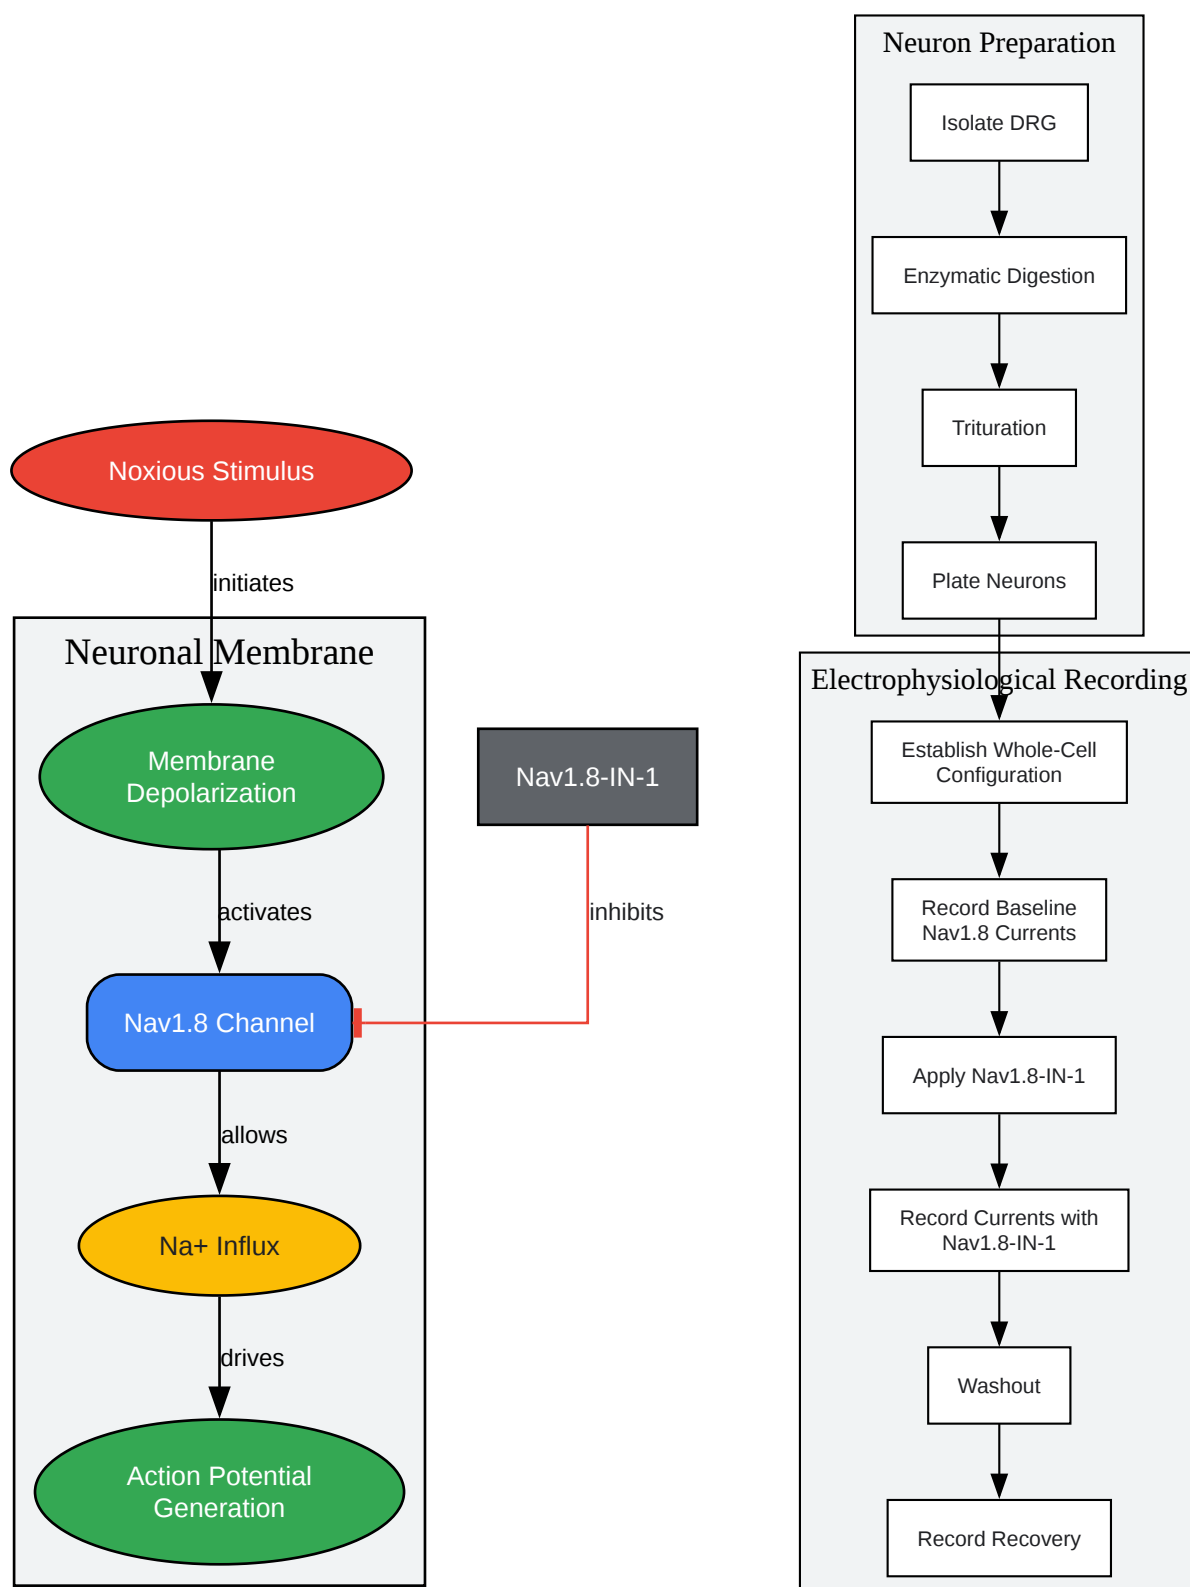 Noxious Stimulus
initiates
Neuronal Membrane
Membrane
Depolarization
activates
Nav1.8-IN-1
inhibits
Nav1.8 Channel
allows
Na+ Influx
drives
Action Potential
Generation
Neuron Preparation
Isolate DRG
Enzymatic Digestion
Trituration
Plate Neurons
Electrophysiological Recording
Establish Whole-Cell
Configuration
Record Baseline
Nav1.8 Currents
Apply Nav1.8-IN-1
Record Currents with
Nav1.8-IN-1
Washout
Record Recovery